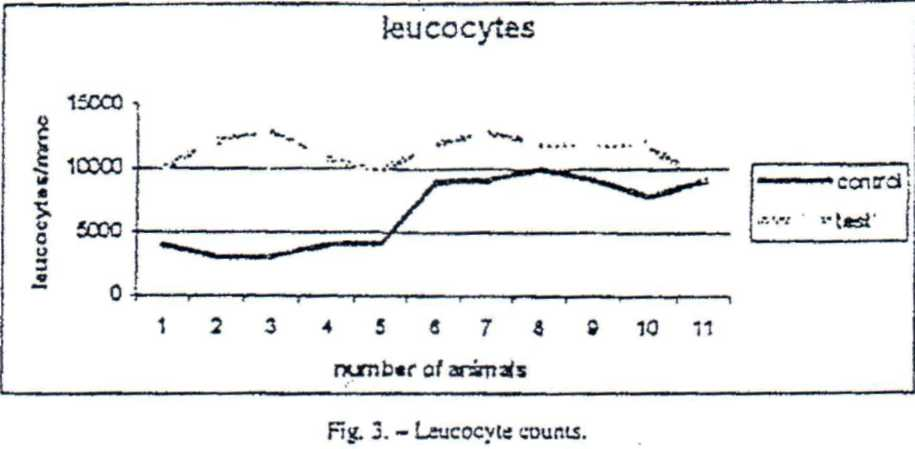 leucocytes
15000
10000
5000
0
leucocytes/mmc
1 2 3 4 5 6 7 8 9 10 11
number of animals
control
test
Fig. 3. – Leucocyte counts.